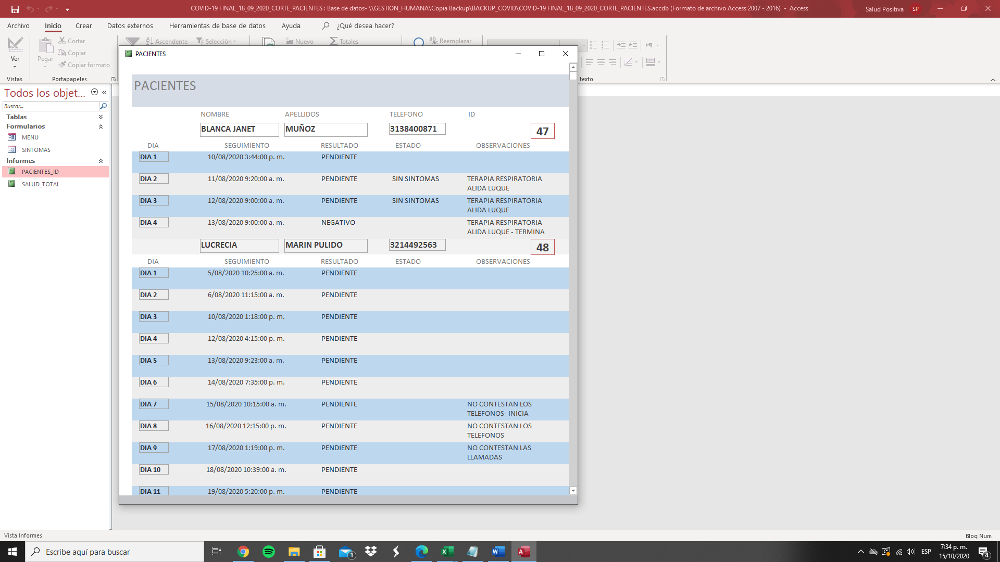 COVID-19 FINAL_18_09_2020_CORTE_PACIENTES : Base de datos- \\GESTION_HUMANA\Copia Backup\BACKUP_COVID\COVID-19 FINAL_18_09_2020_CORTE_PACIENTES.accdb (Formato de archivo Access 2007 - 2016) - Access
Salud Positiva SP
Archivo Inicio Crear Datos externos Herramientas de base de datos Ayuda ¿Qué desea hacer?
Ver
Vistas
Pegar
Cortar
Copiar
Copiar formato
Portapapeles
Ascendente Selección Nuevo Totales Reemplazar
texto
Todos los objet...
Buscar...
Tablas
Formularios
MENU
SINTOMAS
Informes
PACIENTES_ID
SALUD_TOTAL
PACIENTES
PACIENTES
NOMBRE APELLIDOS TELEFONO ID
BLANCA JANET MUÑOZ 3138400871 47
DIA SEGUIMIENTO RESULTADO ESTADO OBSERVACIONES
DIA 1 10/08/2020 3:44:00 p. m. PENDIENTE
DIA 2 11/08/2020 9:20:00 a. m. PENDIENTE SIN SINTOMAS TERAPIA RESPIRATORIA
ALIDA LUQUE
DIA 3 12/08/2020 9:00:00 a. m. PENDIENTE SIN SINTOMAS TERAPIA RESPIRATORIA
ALIDA LUQUE
DIA 4 13/08/2020 9:00:00 a. m. NEGATIVO TERAPIA RESPIRATORIA
ALIDA LUQUE - TERMINA
LUCRECIA MARIN PULIDO 3214492563 48
DIA SEGUIMIENTO RESULTADO ESTADO OBSERVACIONES
DIA 1 5/08/2020 10:25:00 a. m. PENDIENTE
DIA 2 6/08/2020 11:15:00 a. m. PENDIENTE
DIA 3 10/08/2020 1:18:00 p. m. PENDIENTE
DIA 4 12/08/2020 4:15:00 p. m. PENDIENTE
DIA 5 13/08/2020 9:23:00 a. m. PENDIENTE
DIA 6 14/08/2020 7:35:00 p. m. PENDIENTE
DIA 7 15/08/2020 10:15:00 a. m. PENDIENTE NO CONTESTAN LOS
TELEFONOS- INICIA
DIA 8 16/08/2020 12:15:00 p. m. PENDIENTE NO CONTESTAN LOS
TELEFONOS
DIA 9 17/08/2020 1:19:00 p. m. PENDIENTE NO CONTESTAN LAS
LLAMADAS
DIA 10 18/08/2020 10:39:00 a. m. PENDIENTE
DIA 11 19/08/2020 5:20:00 p. m. PENDIENTE
Vista Informes
Bloq Num
Escribe aquí para buscar
1
ESP
7:34 p. m.
15/10/2020
4